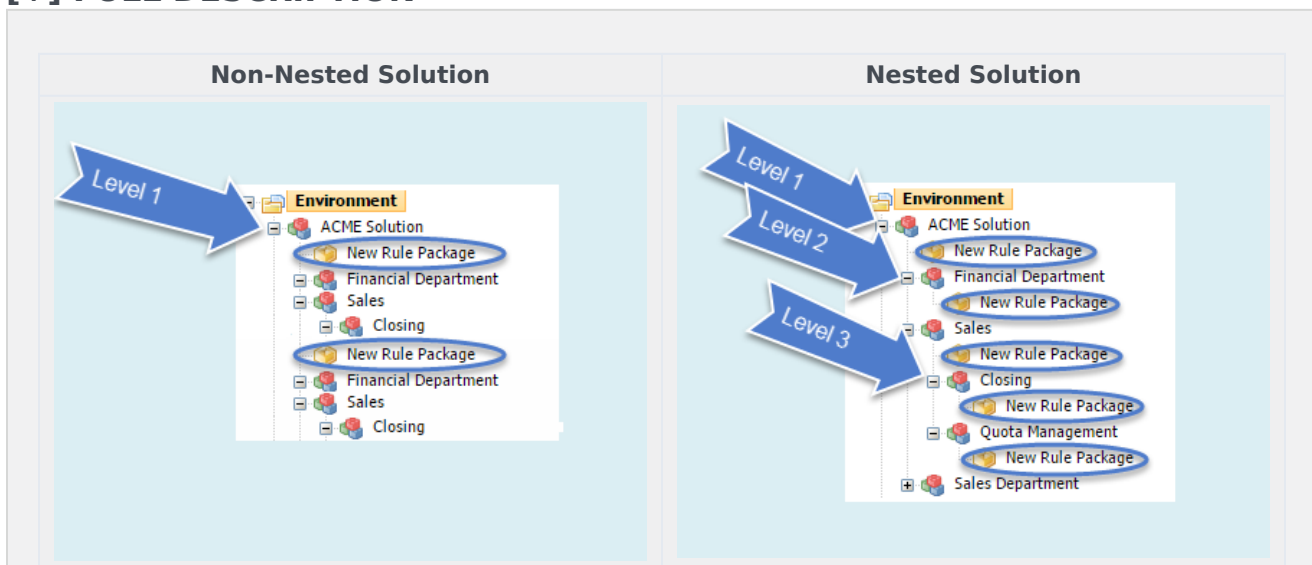 Non-Nested Solution
Level 1
Environment
ACME Solution
New Rule Package
Financial Department
Sales
Closing
New Rule Package
Financial Department
Sales
Closing
Nested Solution
Level 1
Level 2
Level 3
Environment
ACME Solution
New Rule Package
Financial Department
New Rule Package
Sales
New Rule Package
Closing
New Rule Package
Quota Management
New Rule Package
Sales Department